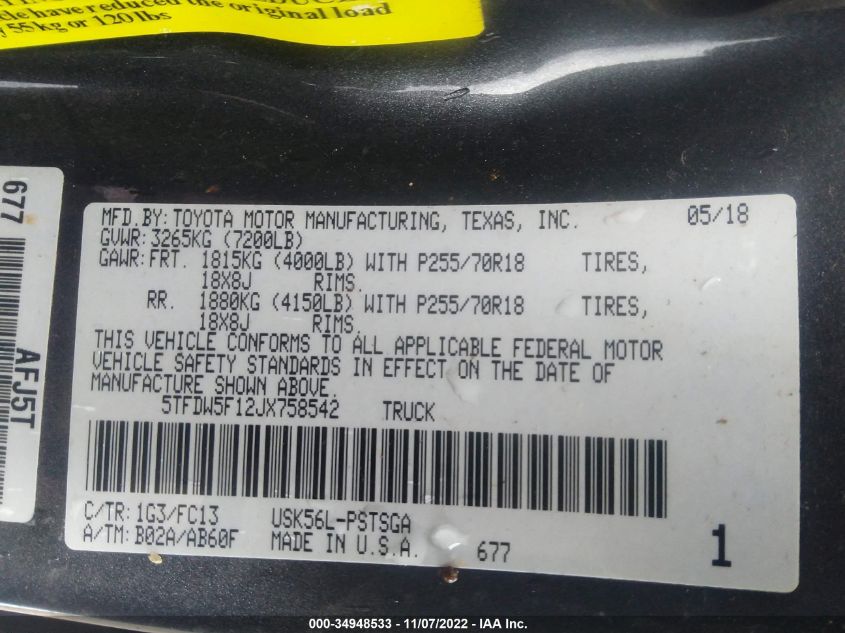 cle have reduced the original load
55 kg or 120 lbs
677
AFJ5T
MFD.BY: TOYOTA MOTOR MANUFACTURING, TEXAS, INC. 05/18
GVWR: 3265KG (7200LB)
GAWR: FRT. 1815KG (4000LB) WITH P255/70R18 TIRES,
18X8J RIMS.
RR. 1880KG (4150LB) WITH P255/70R18 TIRES,
18X8J RIMS.
THIS VEHICLE CONFORMS TO ALL APPLICABLE FEDERAL MOTOR
VEHICLE SAFETY STANDARDS IN EFFECT ON THE DATE OF
MANUFACTURE SHOWN ABOVE.
5TFDW5F12JX758542 TRUCK
C/TR: 1G3/FC13 USK56L-PSTSGA
A/TM: B02A/AB60F MADE IN U.S.A. 677 1
000-34948533 - 11/07/2022 - IAA Inc.